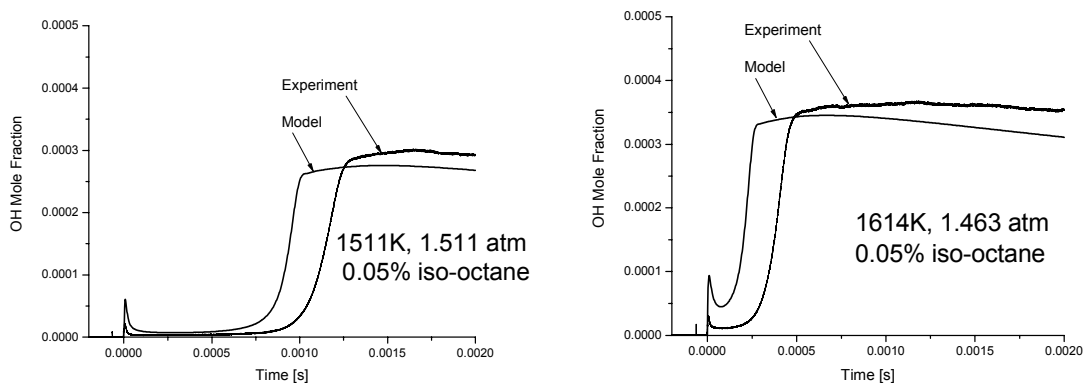 0.0005
0.0004
0.0003
0.0002
0.0001
0.0000
OH Mole Fraction
Experiment
Model
1511K, 1.511 atm
0.05% iso-octane
0.0000
0.0005
0.0010
0.0015
0.0020
Time [s]
0.0005
0.0004
0.0003
0.0002
0.0001
0.0000
OH Mole Fraction
Experiment
Model
1614K, 1.463 atm
0.05% iso-octane
0.0000
0.0005
0.0010
0.0015
0.0020
Time [s]